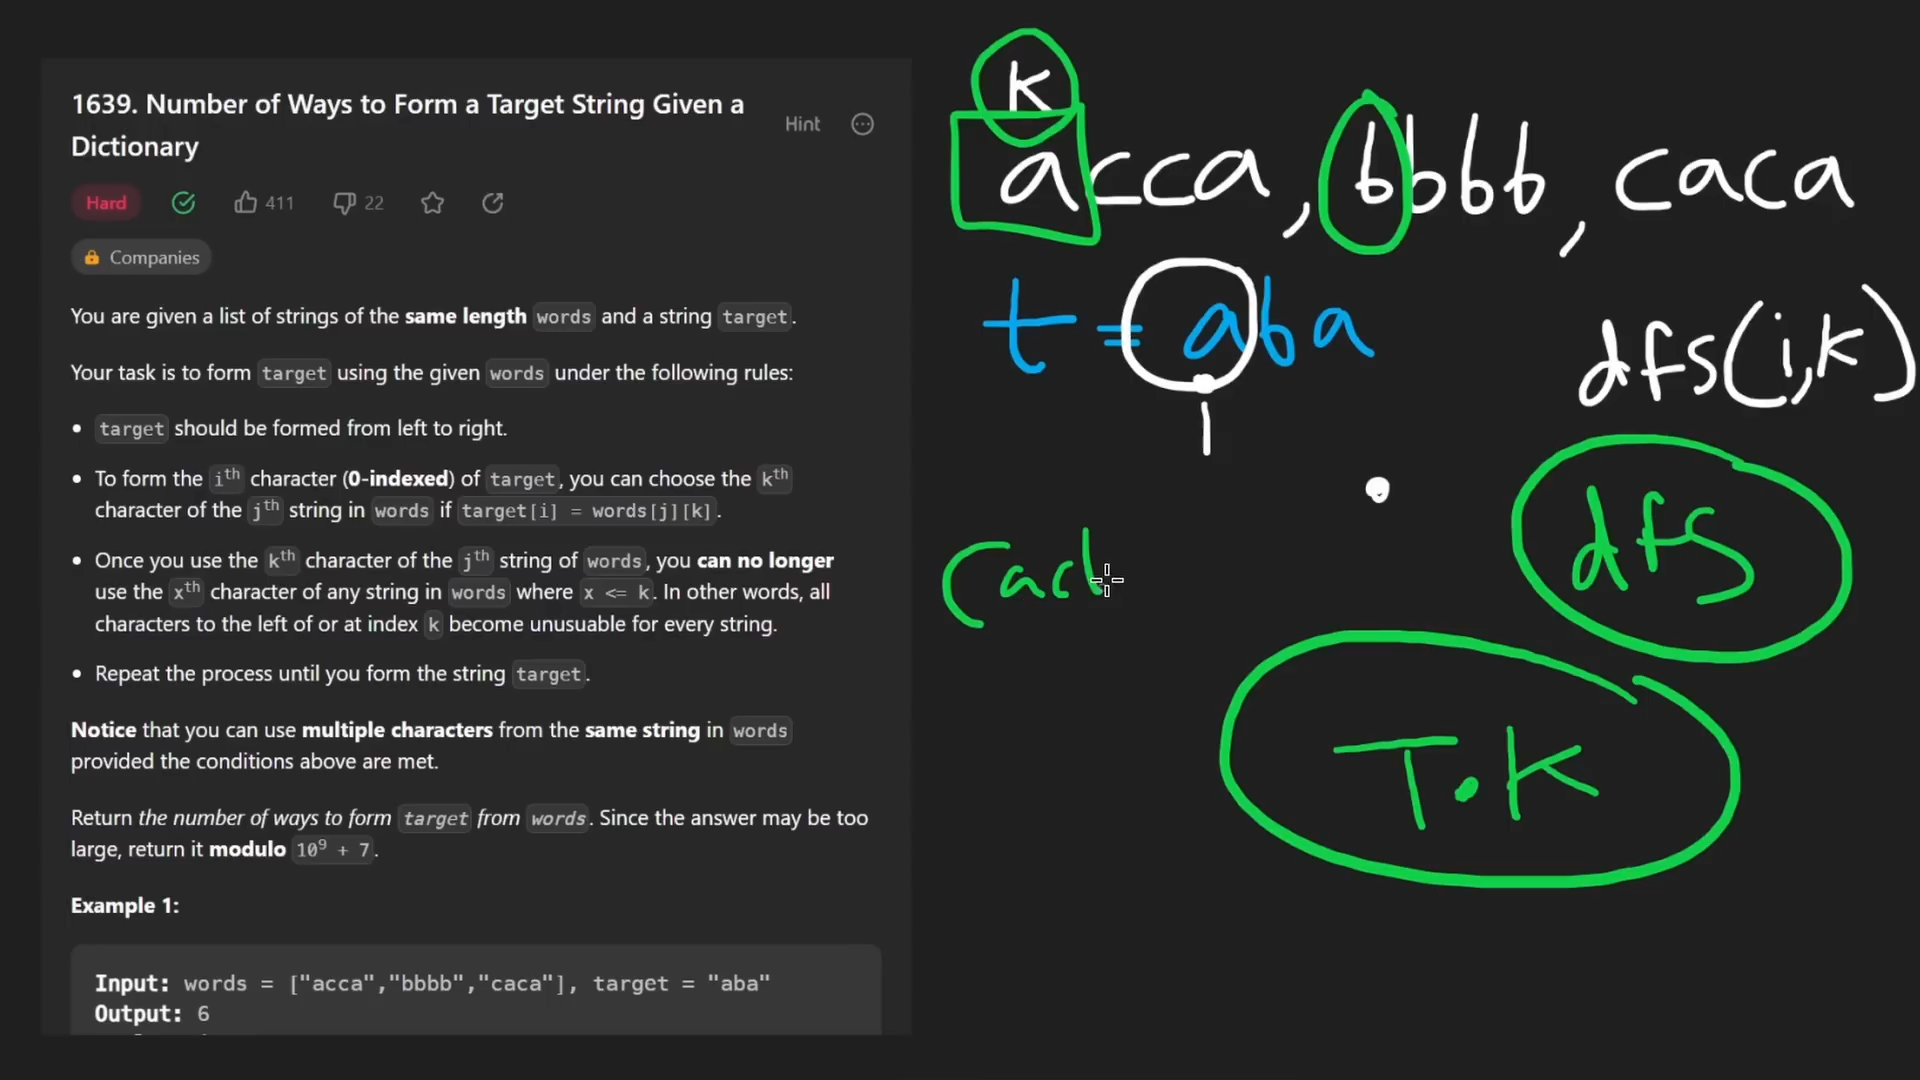 1639. Number of Ways to Form a Target String Given a
Dictionary
Hint
Hard
411
22
Companies
You are given a list of strings of the same length words and a string target.
Your task is to form target using the given words under the following rules:
• target should be formed from left to right.
• To form the ith character (0-indexed) of target, you can choose the kth
character of the jth string in words if target[i] = words[j][k].
• Once you use the kth character of the jth string of words, you can no longer
use the xth character of any string in words where x <= k. In other words, all
characters to the left of or at index k become unusuable for every string.
• Repeat the process until you form the string target.
Notice that you can use multiple characters from the same string in words
provided the conditions above are met.
Return the number of ways to form target from words. Since the answer may be too
large, return it modulo 10⁹ + 7.
Example 1:
Input: words = ["acca","bbbb","caca"], target = "aba"
Output: 6
k
acca, bbbb, caca
t = aba
i
dfs(i,k)
dfs
T.K